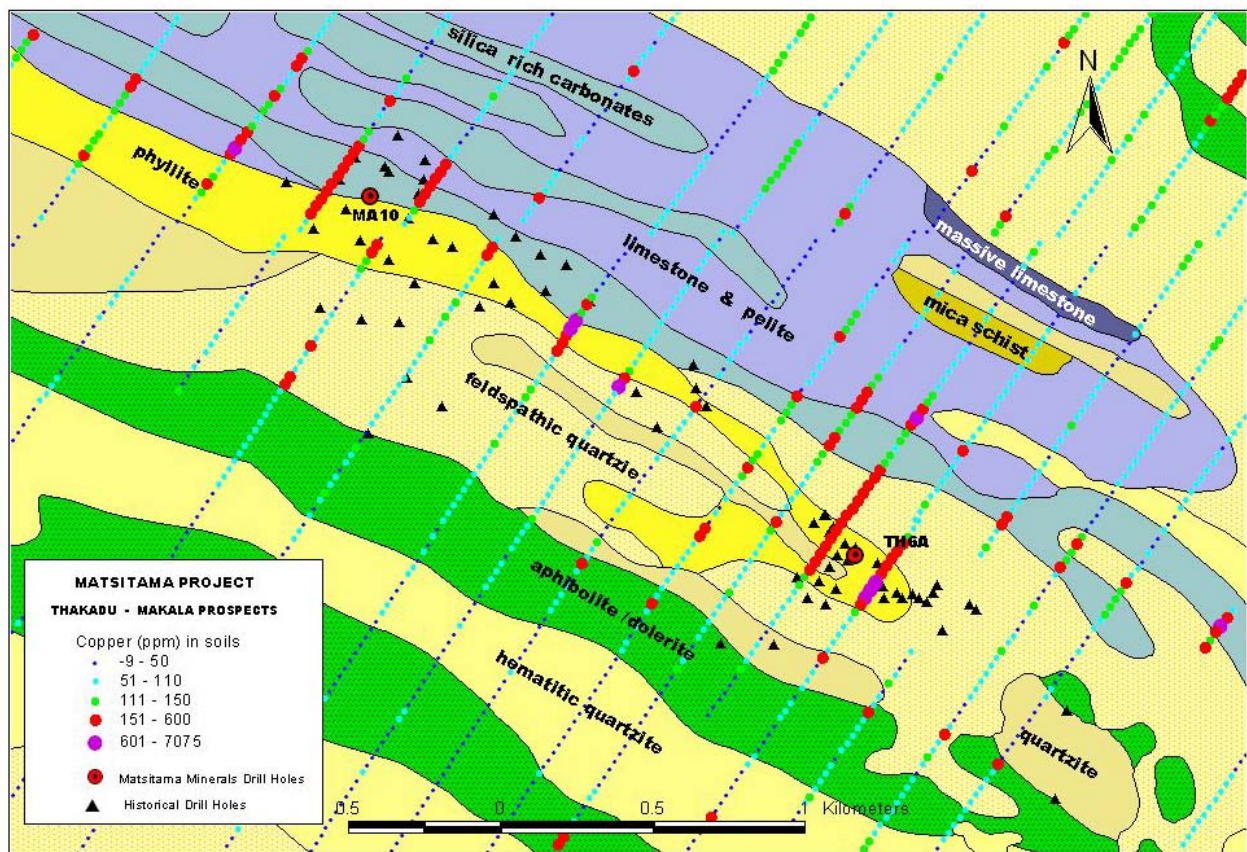 silica rich carbonates
N
phyllite
MA10
massive limestone
limestone & pelite
mica schist
feldspathic quartzie
TH6A
aphibolite /dolerite
hematitic quartzite
quartzite
MATSITAMA PROJECT
THAKADU - MAKALA PROSPECTS
Copper (ppm) in soils
-9 - 50
51 - 110
111 - 150
151 - 600
601 - 7075
Matsitama Minerals Drill Holes
Historical Drill Holes
0.5 0 0.5 1 Kilometers